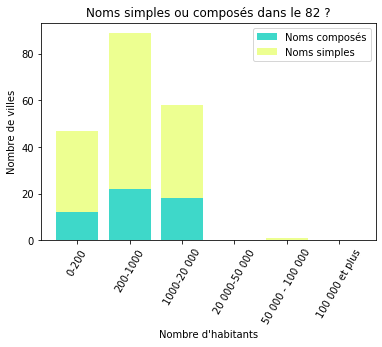 Noms simples ou composés dans le 82 ?
Noms composés
Noms simples
Nombre de villes
80
60
40
20
0
0-200
200-1000
1000-20 000
20 000-50 000
50 000 - 100 000
100 000 et plus
Nombre d'habitants